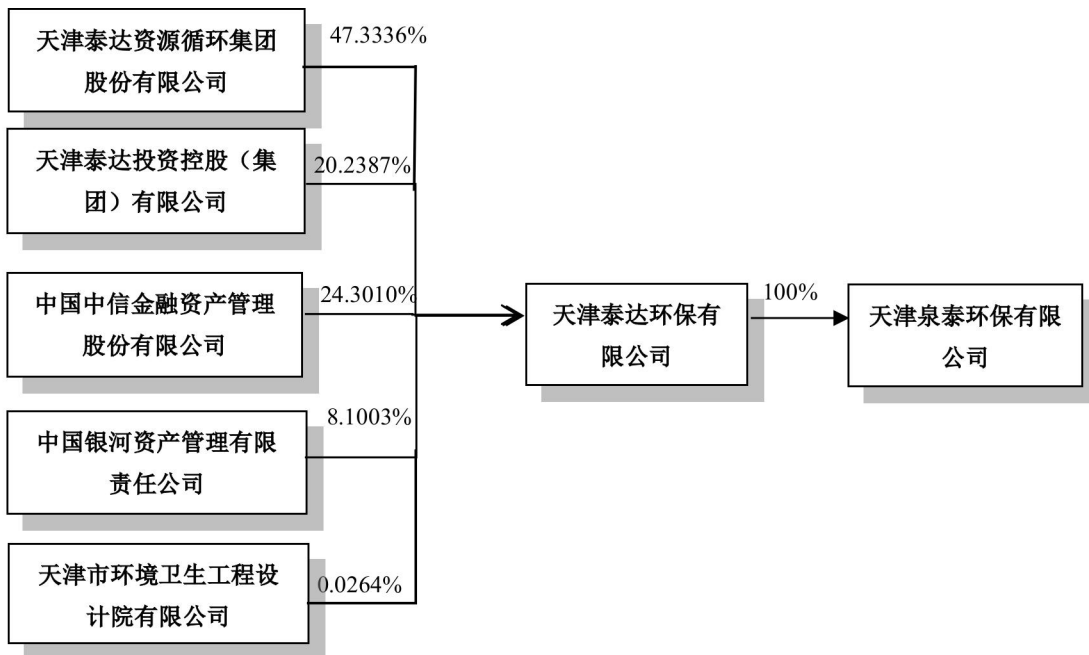 天津泰达资源循环集团
股份有限公司
47.3336%
天津泰达投资控股（集
团）有限公司
20.2387%
中国中信金融资产管理
股份有限公司
24.3010%
天津泰达环保有
限公司
100%
天津泉泰环保有限
公司
中国银河资产管理有限
责任公司
8.1003%
天津市环境卫生工程设
计院有限公司
0.0264%